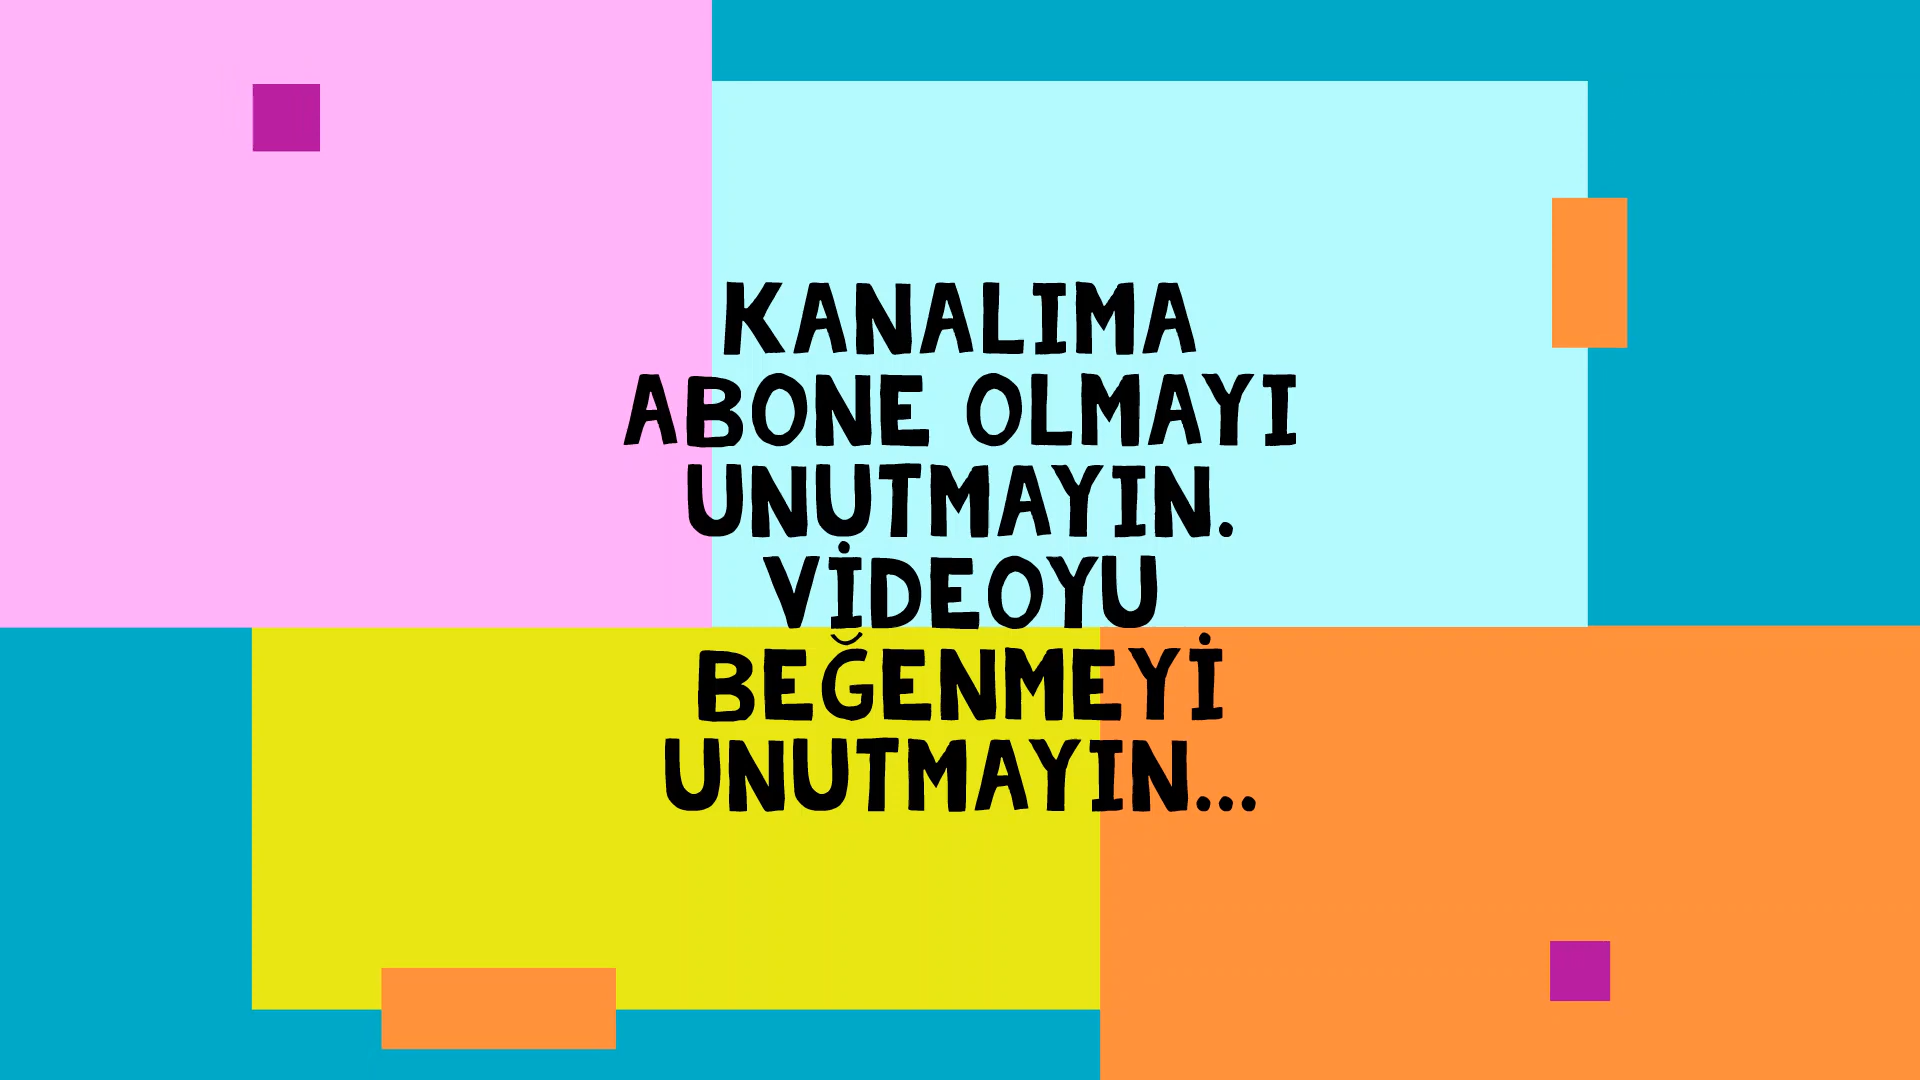 KANALIMA
ABONE OLMAYI
UNUTMAYIN.
VİDEOYU
BEĞENMEYİ
UNUTMAYIN...